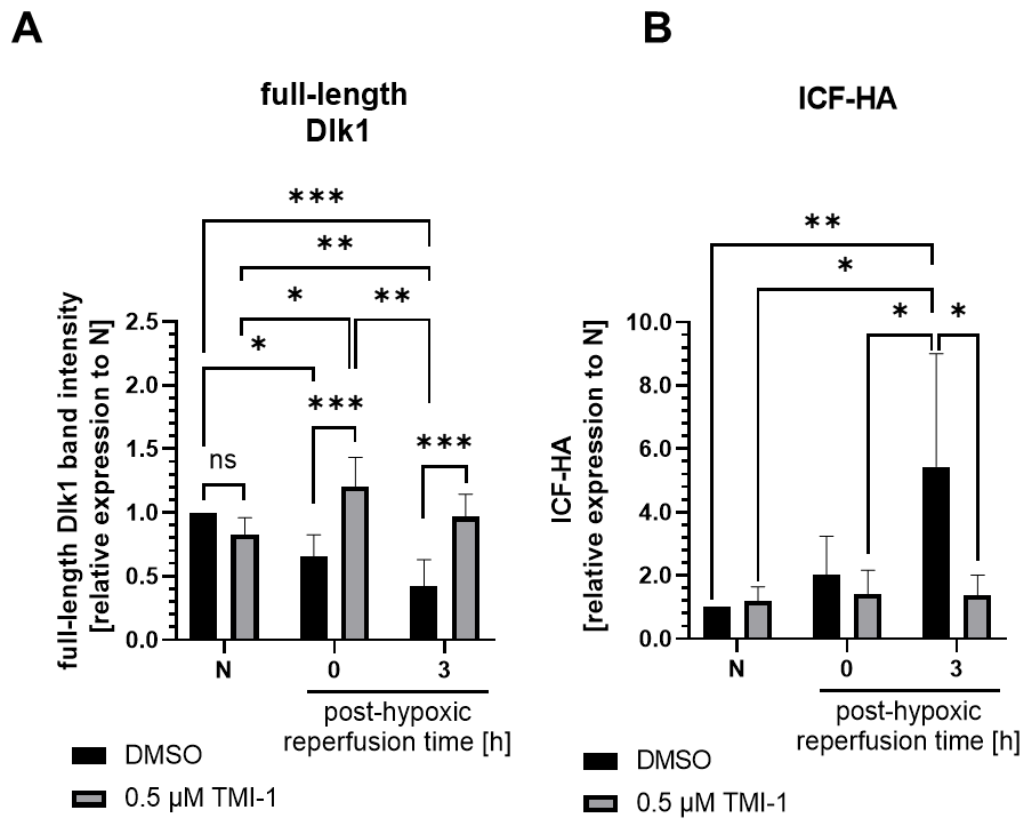 A
full-length
Dlk1
***
**
*
**
*
***
***
ns
full-length Dlk1 band intensity
[relative expression to N]
2.5
2.0
1.5
1.0
0.5
0.0
N
0
3
post-hypoxic
reperfusion time [h]
DMSO
0.5 µM TMI-1
B
ICF-HA
**
*
*
*
ICF-HA
[relative expression to N]
10.0
8.0
6.0
4.0
2.0
0.0
N
0
3
post-hypoxic
reperfusion time [h]
DMSO
0.5 µM TMI-1